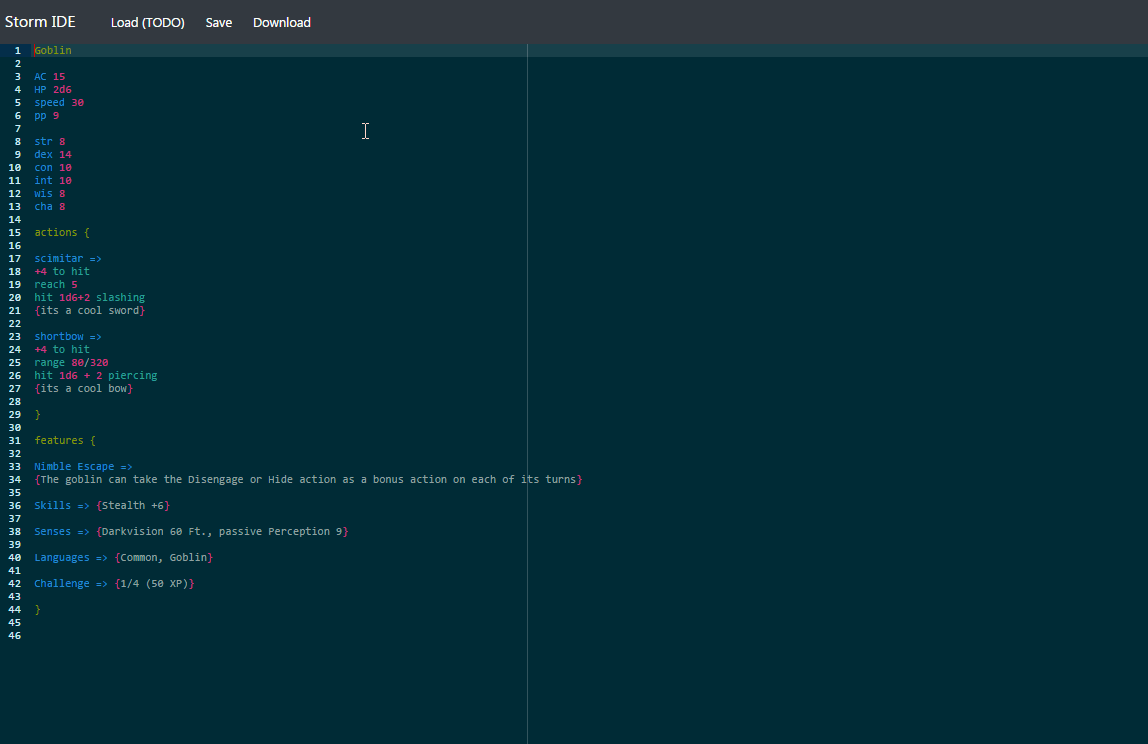 Storm IDE Load (TODO) Save Download
1 Goblin
2
3 AC 15
4 HP 2d6
5 speed 30
6 pp 9
7
8 str 8
9 dex 14
10 con 10
11 int 10
12 wis 8
13 cha 8
14
15 actions {
16
17 scimitar =>
18 +4 to hit
19 reach 5
20 hit 1d6+2 slashing
21 {its a cool sword}
22
23 shortbow =>
24 +4 to hit
25 range 80/320
26 hit 1d6 + 2 piercing
27 {its a cool bow}
28
29 }
30
31 features {
32
33 Nimble Escape =>
34 {The goblin can take the Disengage or Hide action as a bonus action on each of its turns}
35
36 Skills => {Stealth +6}
37
38 Senses => {Darkvision 60 Ft., passive Perception 9}
39
40 Languages => {Common, Goblin}
41
42 Challenge => {1/4 (50 XP)}
43
44 }
45
46